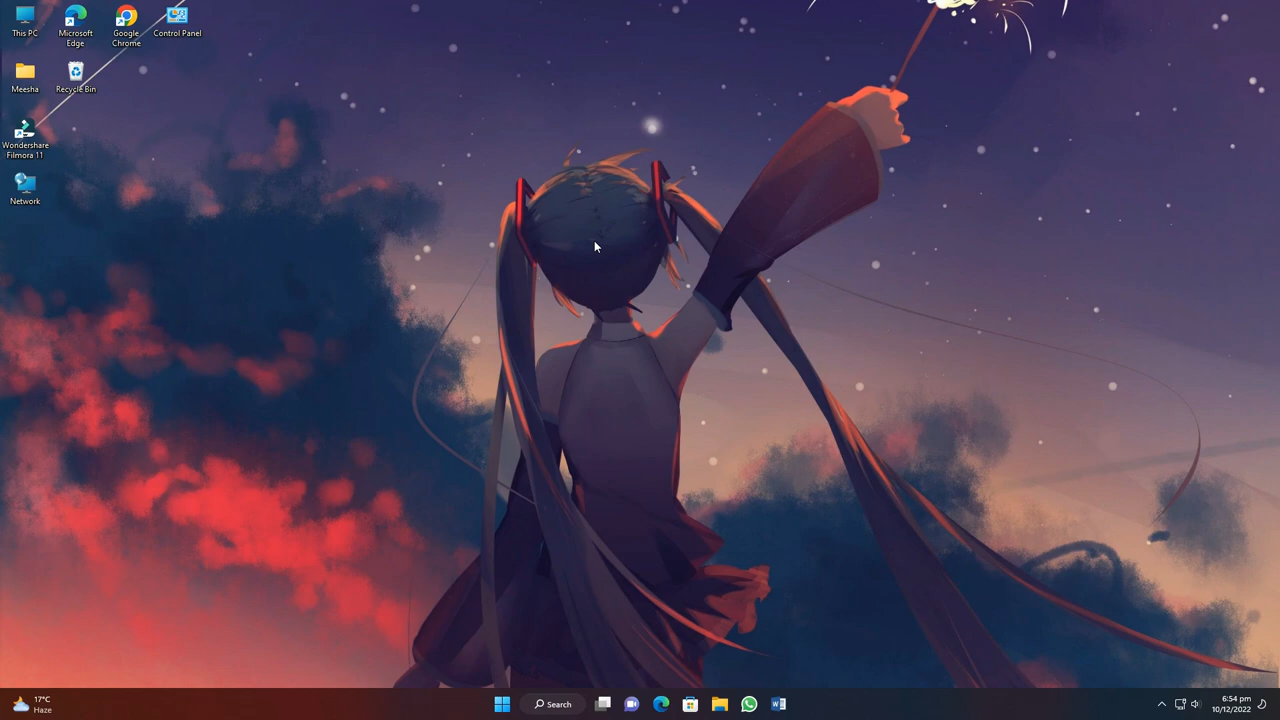 This PC
Microsoft
Edge
Google
Chrome
Control Panel
Meesha
Recycle Bin
Wondershare
Filmora 11
Network
17°C
Haze
Search
6:54 pm
10/12/2022